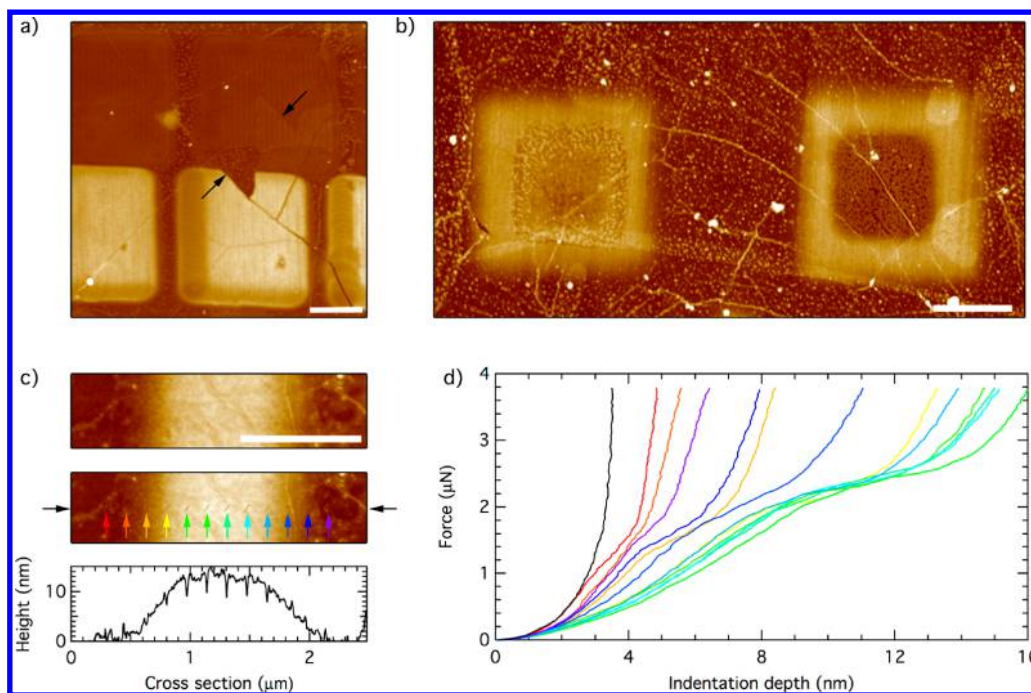 a)
b)
c)
Height (nm)
10
0
0
1
2
Cross section (μm)
d)
Force (μN)
4
3
2
1
0
0
4
8
12
16
Indentation depth (nm)